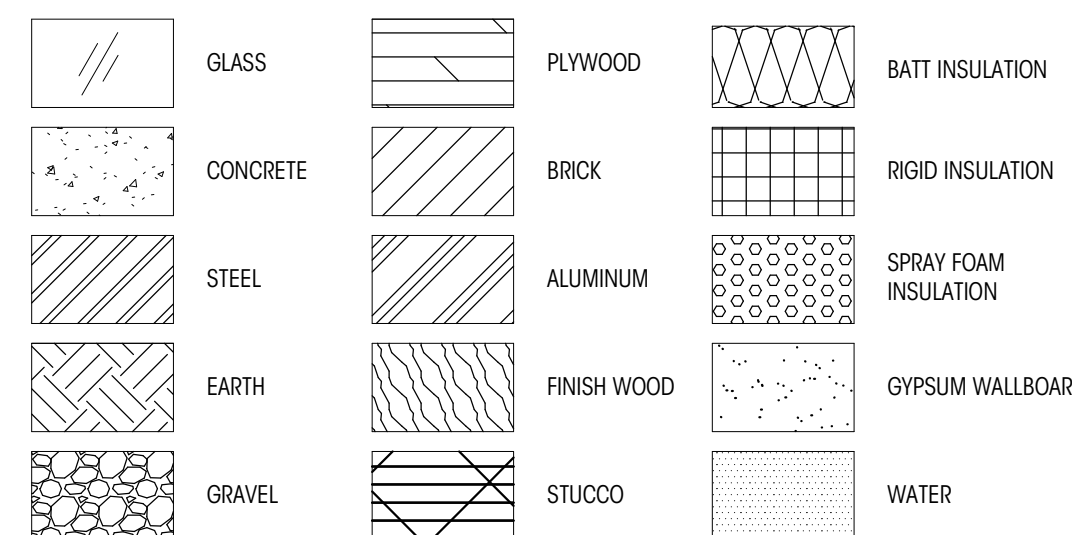 GLASS
PLYWOOD
BATT INSULATION
CONCRETE
BRICK
RIGID INSULATION
STEEL
ALUMINUM
SPRAY FOAM
INSULATION
EARTH
FINISH WOOD
GYPSUM WALLBOAR
GRAVEL
STUCCO
WATER